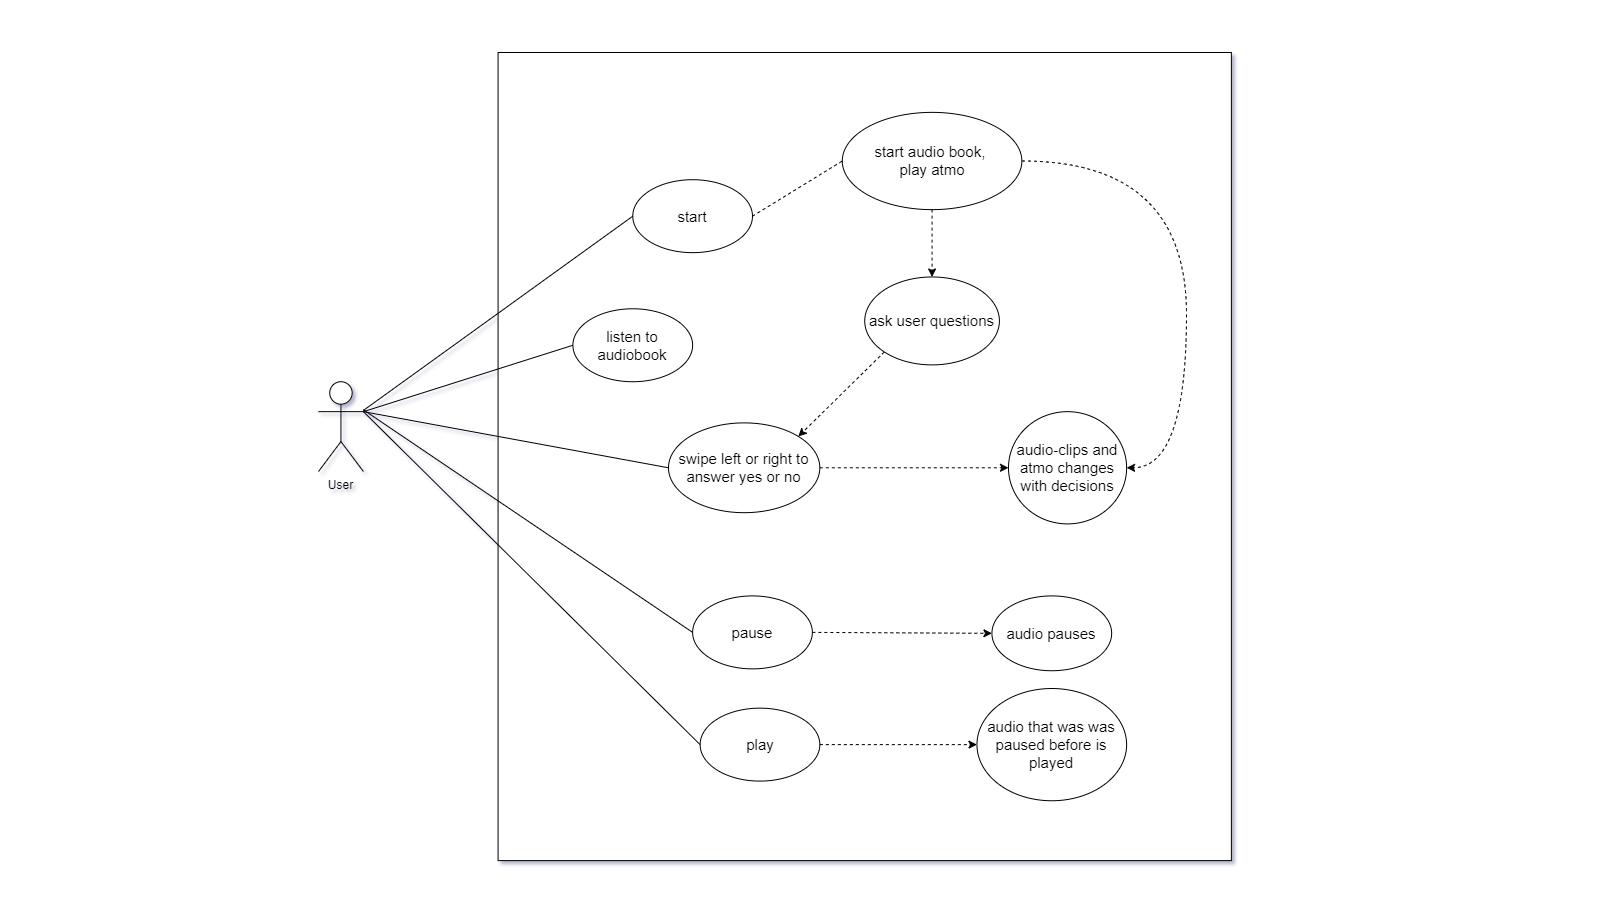 start audio book,
play atmo
start
ask user questions
listen to
audiobook
swipe left or right to
answer yes or no
audio-clips and
atmo changes
with decisions
User
pause
audio pauses
play
audio that was was
paused before is
played